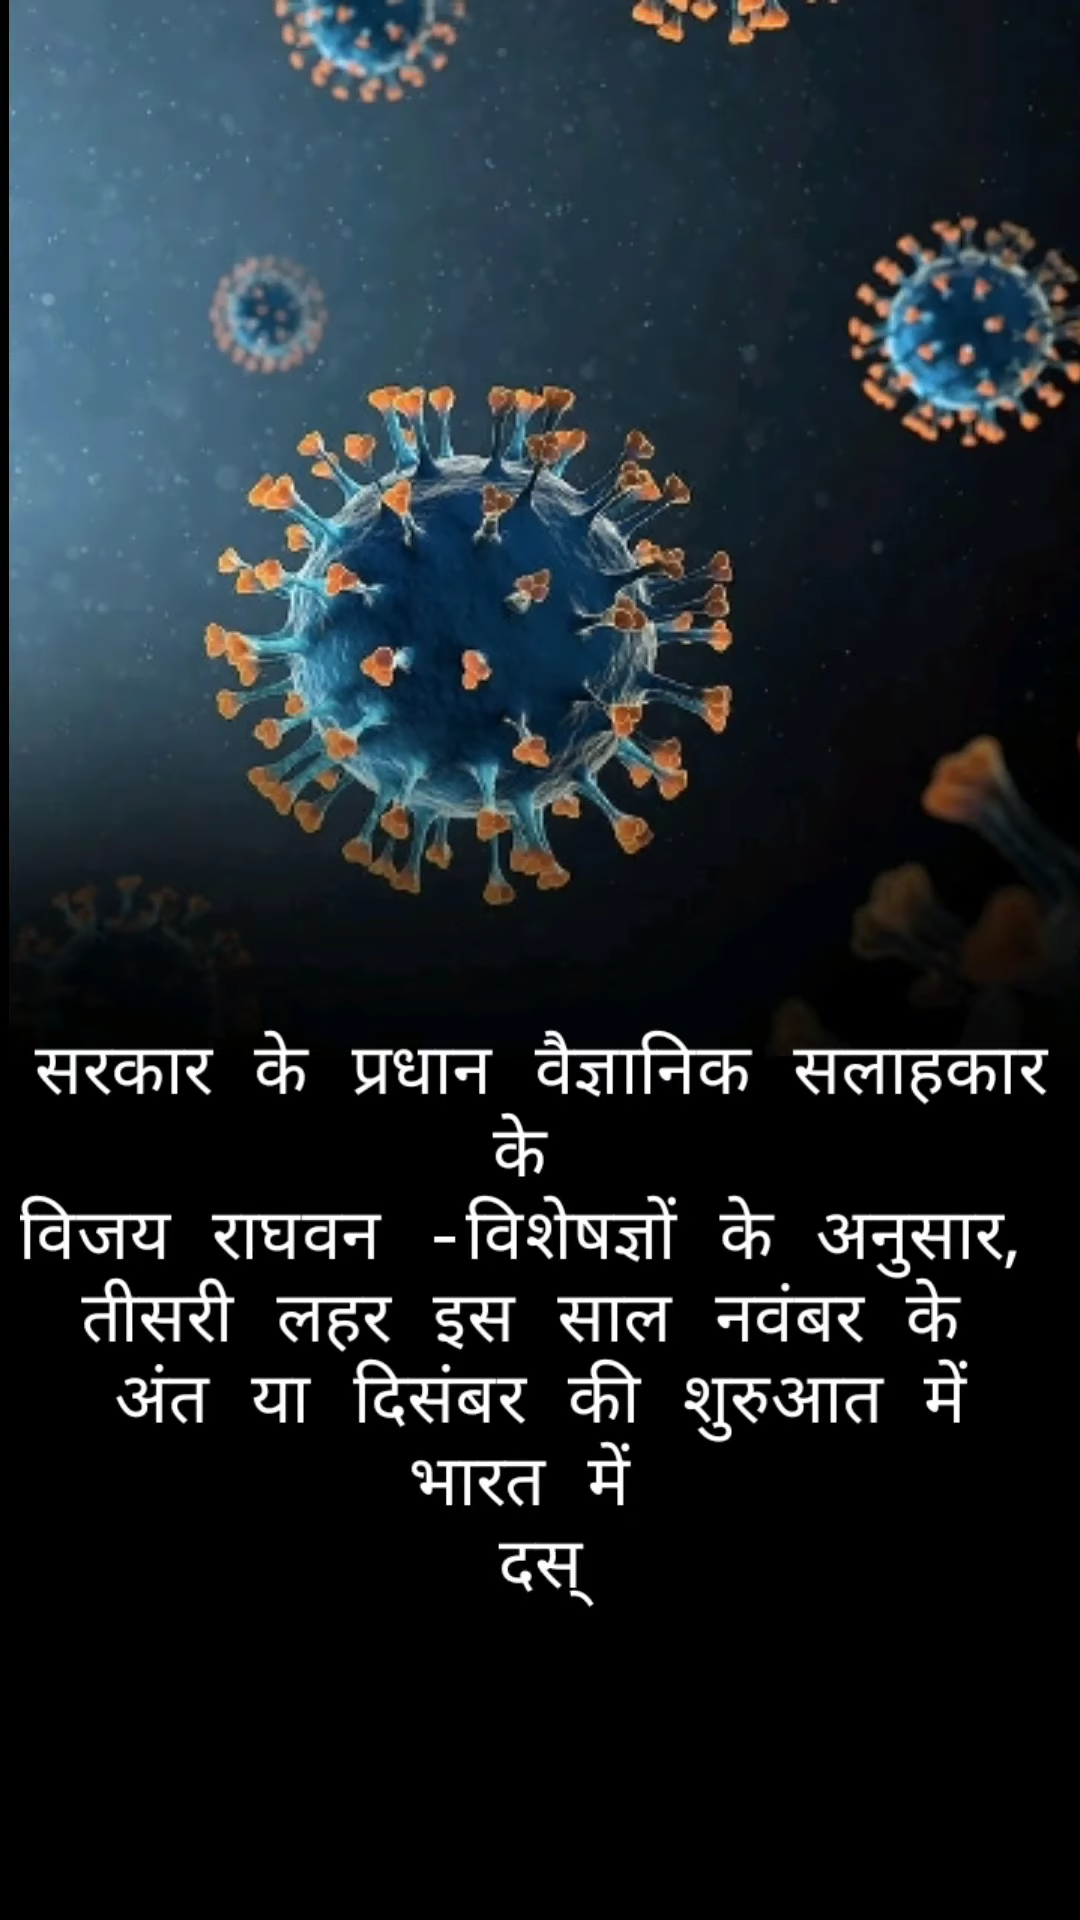 सरकार के प्रधान वैज्ञानिक सलाहकार
के
विजय राघवन -विशेषज्ञों के अनुसार,
तीसरी लहर इस साल नवंबर के
अंत या दिसंबर की शुरुआत में
भारत में
दस्